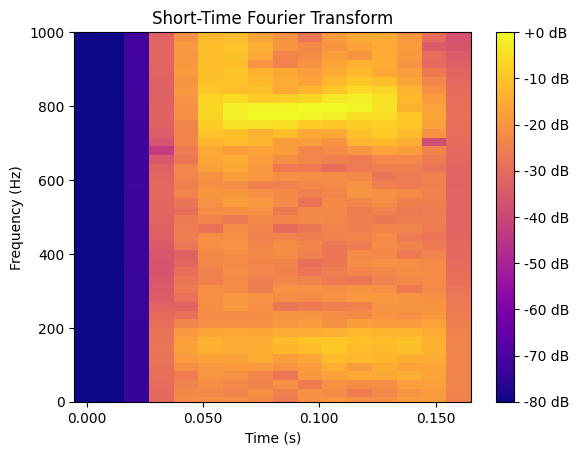 Short-Time Fourier Transform
1000
800
600
400
200
0
Frequency (Hz)
0.000
0.050
0.100
0.150
Time (s)
+0 dB
-10 dB
-20 dB
-30 dB
-40 dB
-50 dB
-60 dB
-70 dB
-80 dB